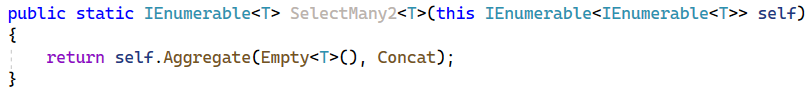 public static IEnumerable<T> SelectMany2<T>(this IEnumerable<IEnumerable<T>> self)
{
    return self.Aggregate(Empty<T>(), Concat);
}